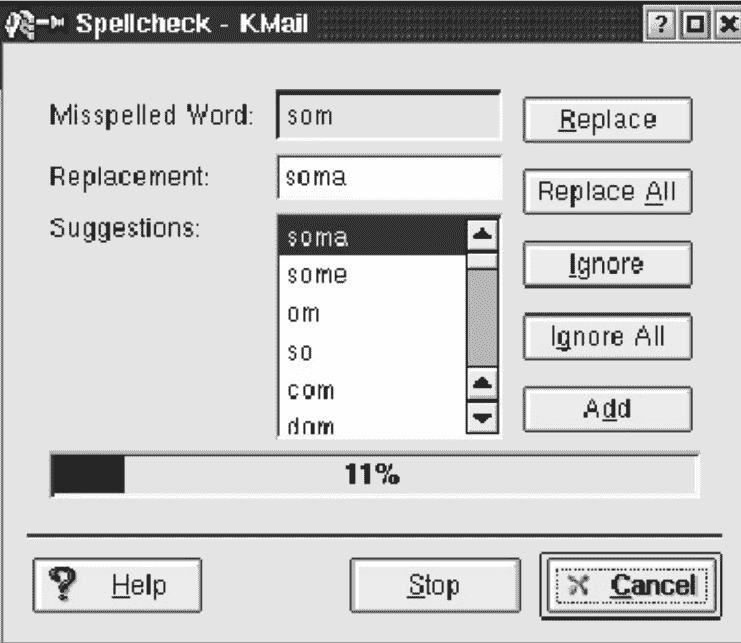 Spellcheck - KMail
Misspelled Word: som Replace
Replacement: soma Replace All
Suggestions: soma
some Ignore
om
so Ignore All
com
dom Add
11%
Help Stop Cancel